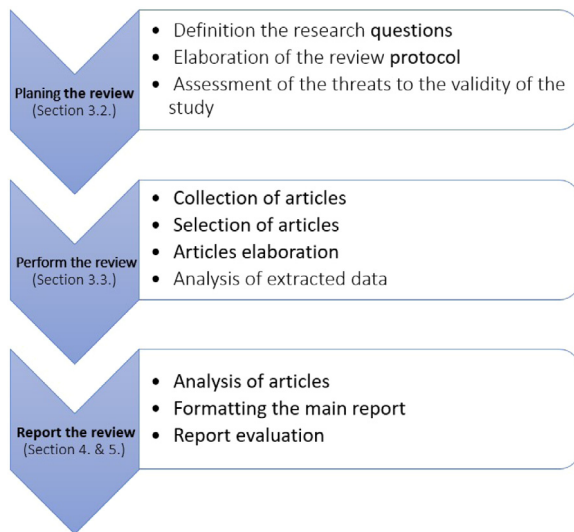 Planing the review
(Section 3.2.)
• Definition the research questions
• Elaboration of the review protocol
• Assessment of the threats to the validity of the
study
Perform the review
(Section 3.3.)
• Collection of articles
• Selection of articles
• Articles elaboration
• Analysis of extracted data
Report the review
(Section 4. & 5.)
• Analysis of articles
• Formatting the main report
• Report evaluation